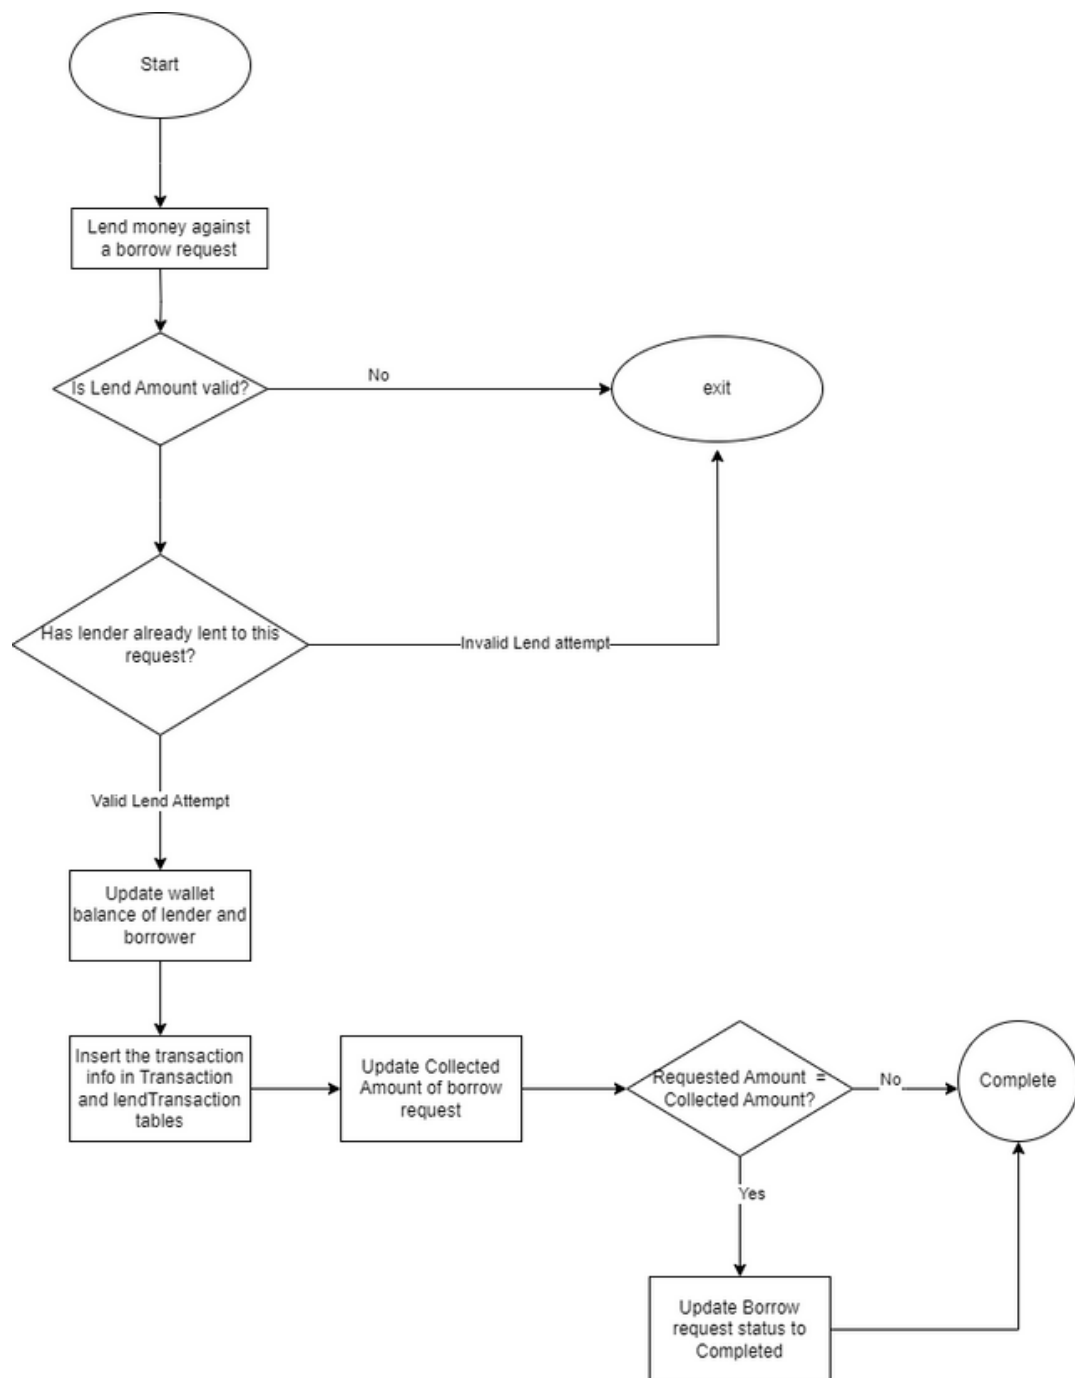 Start
Lend money against
a borrow request
Is Lend Amount valid?
No
exit
Has lender already lent to this
request?
Invalid Lend attempt
Valid Lend Attempt
Update wallet
balance of lender and
borrower
Insert the transaction
info in Transaction
and lendTransaction
tables
Update Collected
Amount of borrow
request
Requested Amount =
Collected Amount?
No
Complete
Yes
Update Borrow
request status to
Completed